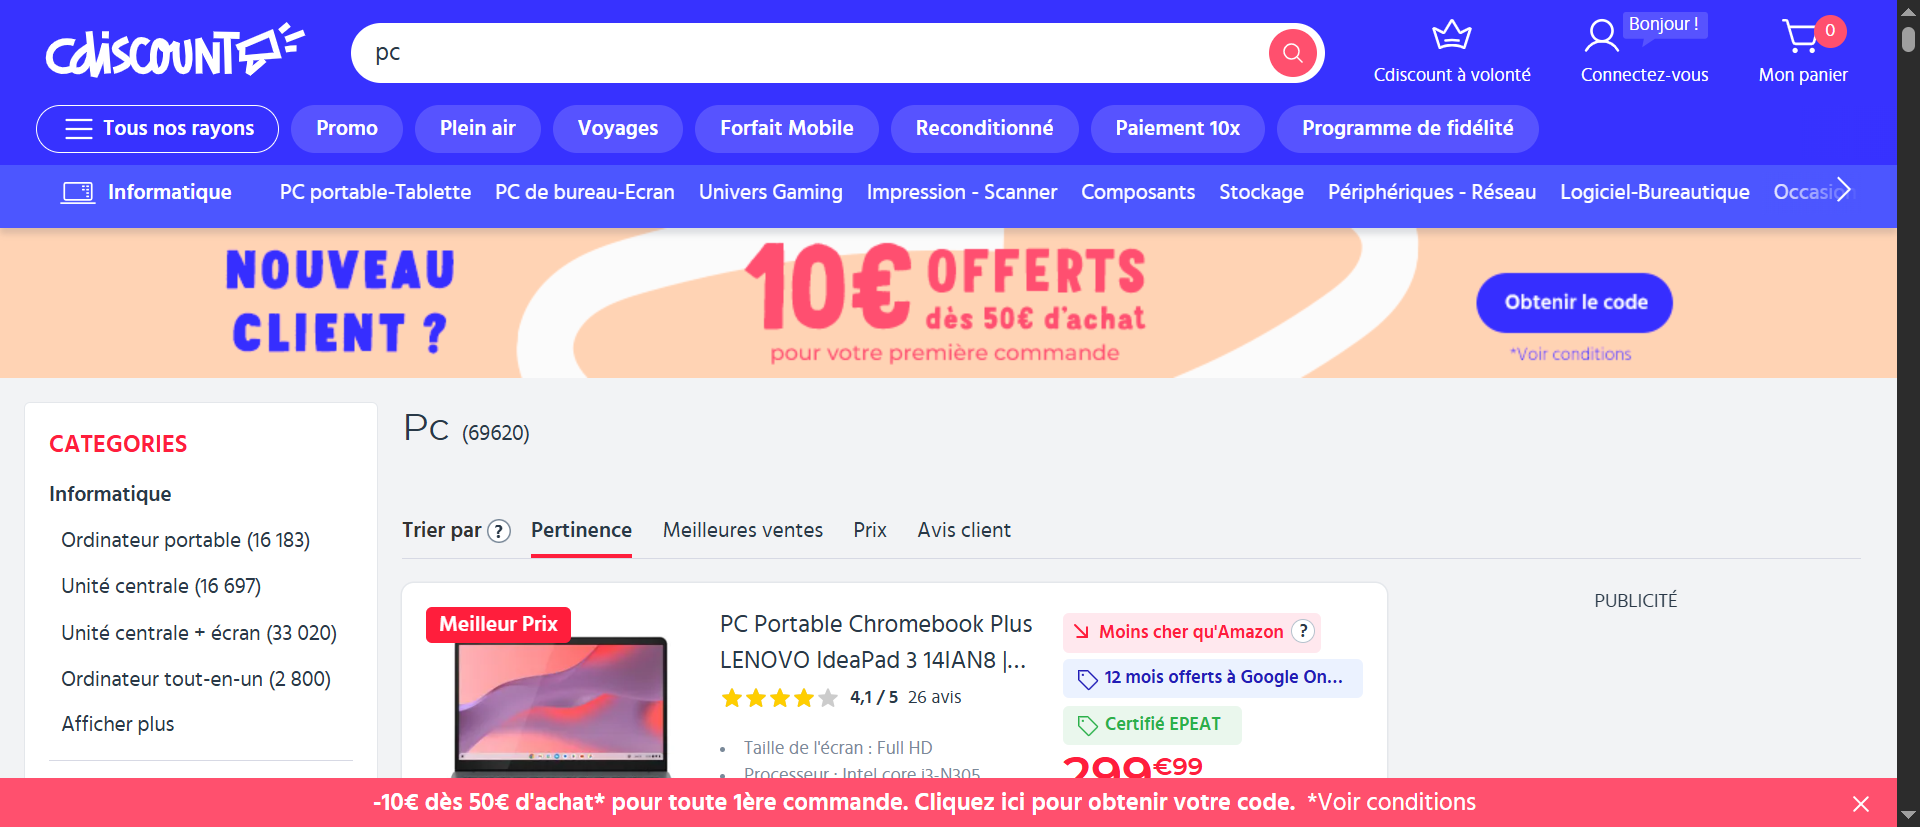 cdiscount
pc
Cdiscount à volonté
Bonjour !
Connectez-vous
0
Mon panier
Tous nos rayons
Promo
Plein air
Voyages
Forfait Mobile
Reconditionné
Paiement 10x
Programme de fidélité
Informatique
PC portable-Tablette
PC de bureau-Ecran
Univers Gaming
Impression - Scanner
Composants
Stockage
Périphériques - Réseau
Logiciel-Bureautique
Occasion
NOUVEAU
CLIENT ?
10€ OFFERTS
dès 50€ d'achat
pour votre première commande
Obtenir le code
*Voir conditions
CATEGORIES
Informatique
Ordinateur portable (16 183)
Unité centrale (16 697)
Unité centrale + écran (33 020)
Ordinateur tout-en-un (2 800)
Afficher plus
Pc (69620)
Trier par ?
Pertinence
Meilleures ventes
Prix
Avis client
Meilleur Prix
PC Portable Chromebook Plus
LENOVO IdeaPad 3 14IAN8 |...
4,1 / 5 26 avis
• Taille de l'écran : Full HD
• Processeur : Intel core i3-N305
Moins cher qu'Amazon ?
12 mois offerts à Google On...
Certifié EPEAT
299€99
PUBLICITÉ
-10€ dès 50€ d'achat* pour toute 1ère commande. Cliquez ici pour obtenir votre code. *Voir conditions